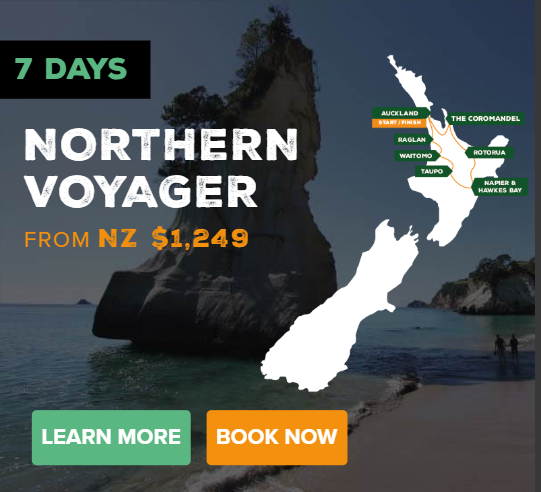 7 DAYS
NORTHERN
VOYAGER
FROM NZ $1,249
AUCKLAND
START / FINISH
THE COROMANDEL
RAGLAN
WAITOMO
ROTORUA
TAUPO
NAPIER &
HAWKES BAY
LEARN MORE
BOOK NOW